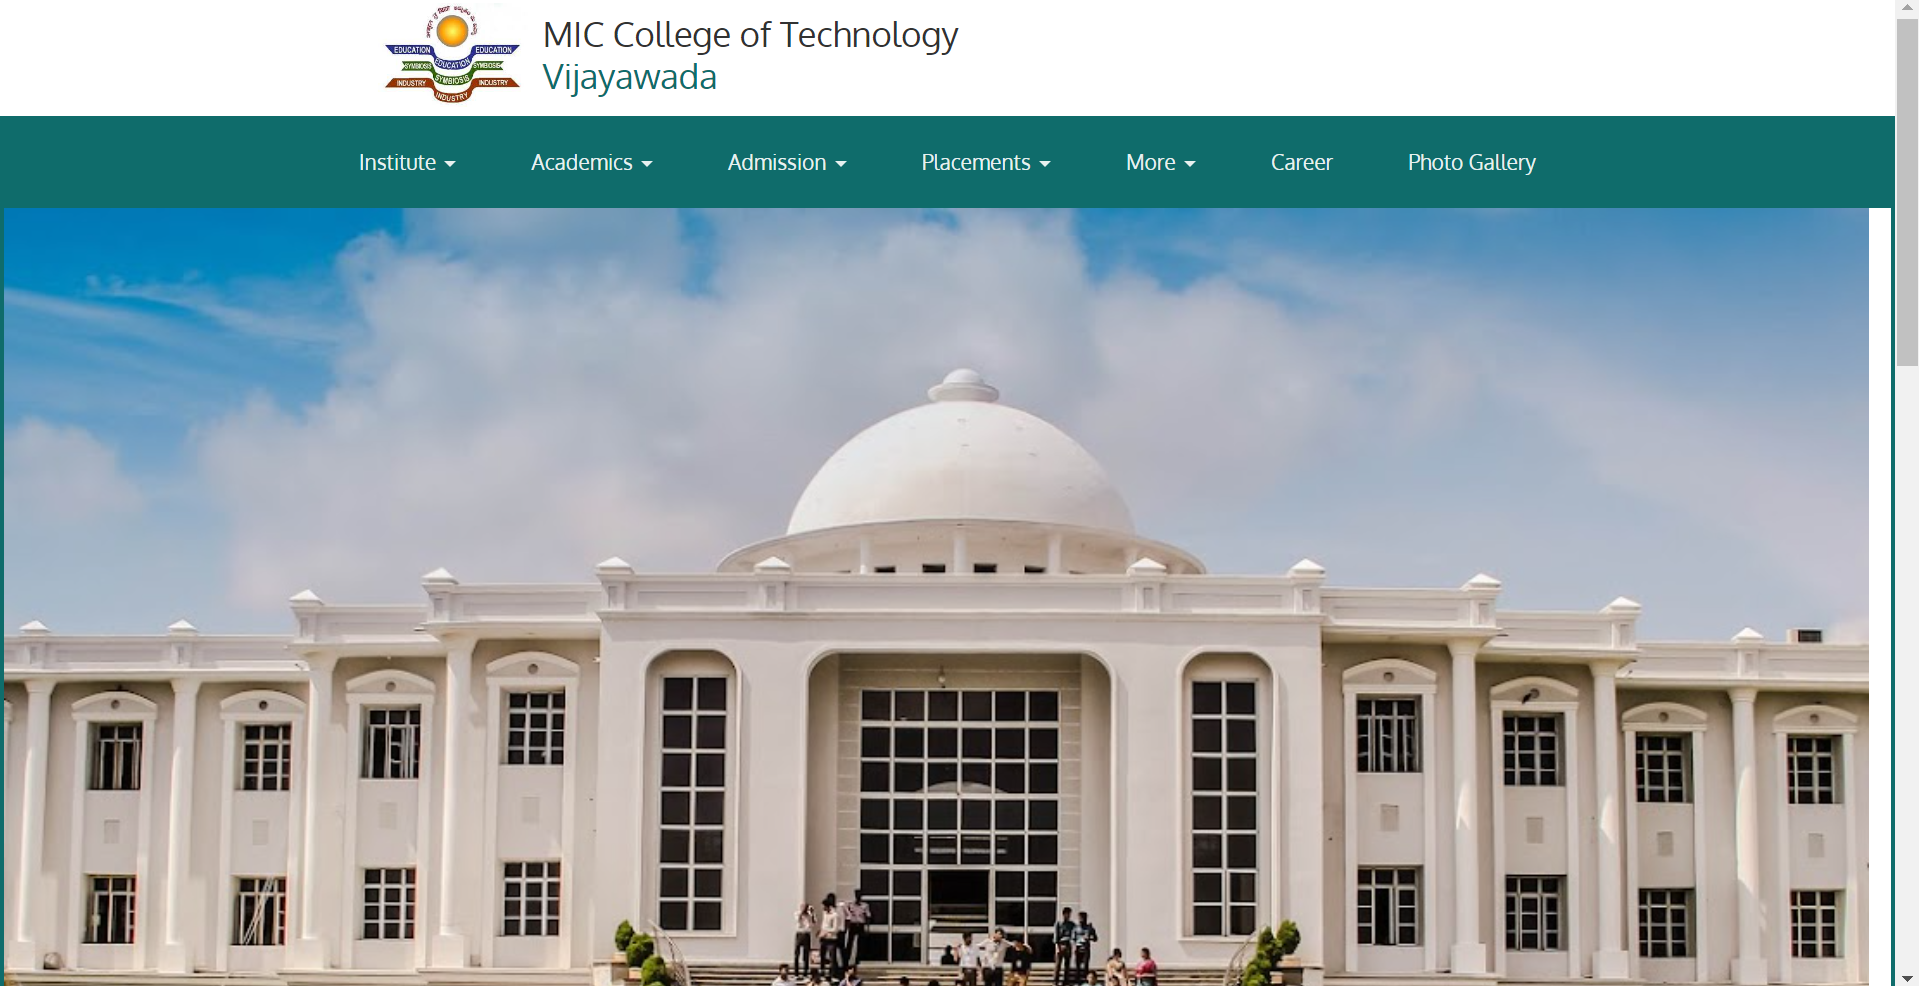 MIC College of Technology
Vijayawada
EDUCATION EDUCATION EDUCATION
SYMBIOSIS SYMBIOSIS SYMBIOSIS
INDUSTRY INDUSTRY INDUSTRY
Institute Academics Admission Placements More Career Photo Gallery